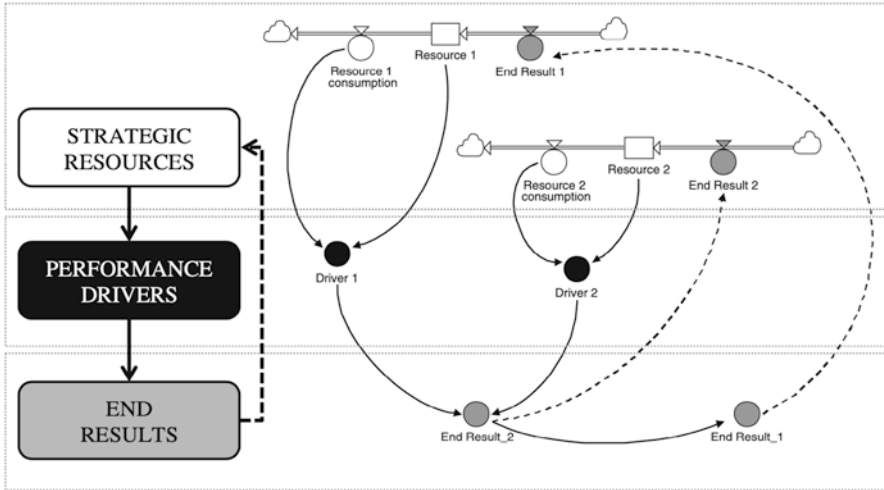 Resource 1
End Result 1
Resource 1
consumption
STRATEGIC
RESOURCES
Resource 2
End Result 2
Resource 2
consumption
PERFORMANCE
DRIVERS
Driver 1
Driver 2
END
RESULTS
End Result_2
End Result_1